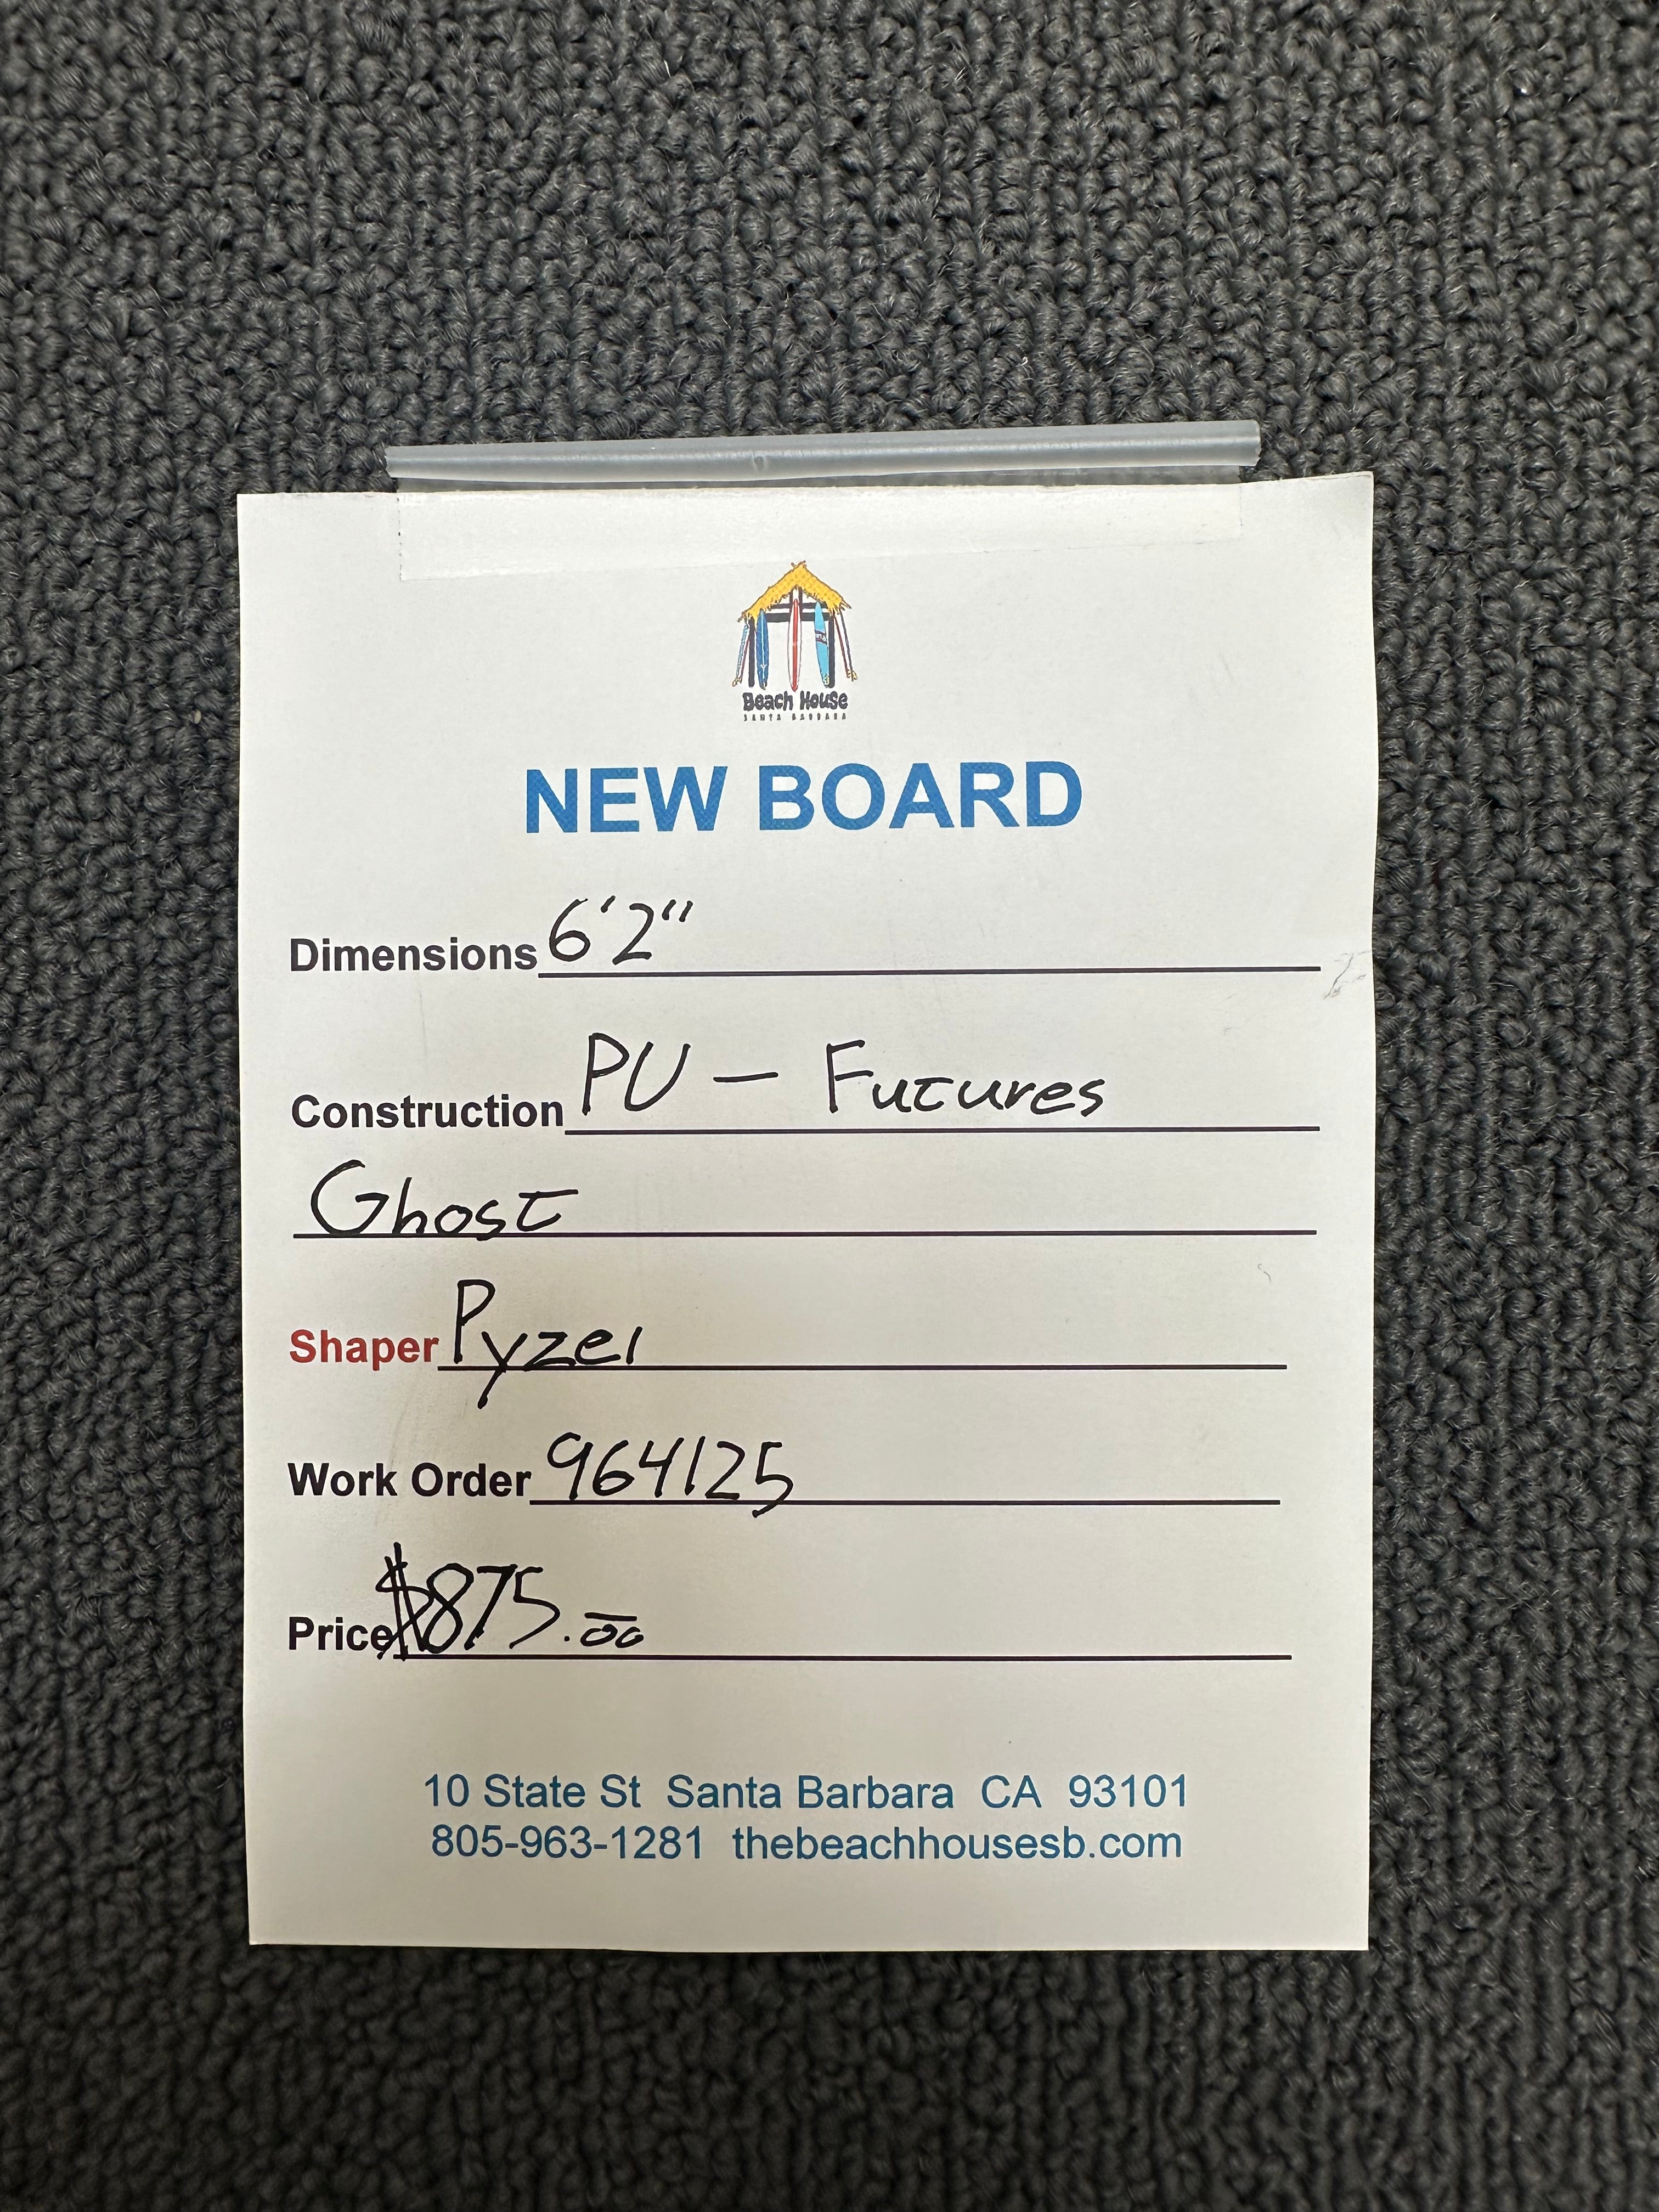 Beach House
SANTA BARBARA
NEW BOARD
Dimensions 6'2"
Construction PU - Futures
Ghost
Shaper Pyzel
Work Order 964125
Price $875.00
10 State St Santa Barbara CA 93101
805-963-1281 thebeachhousesb.com